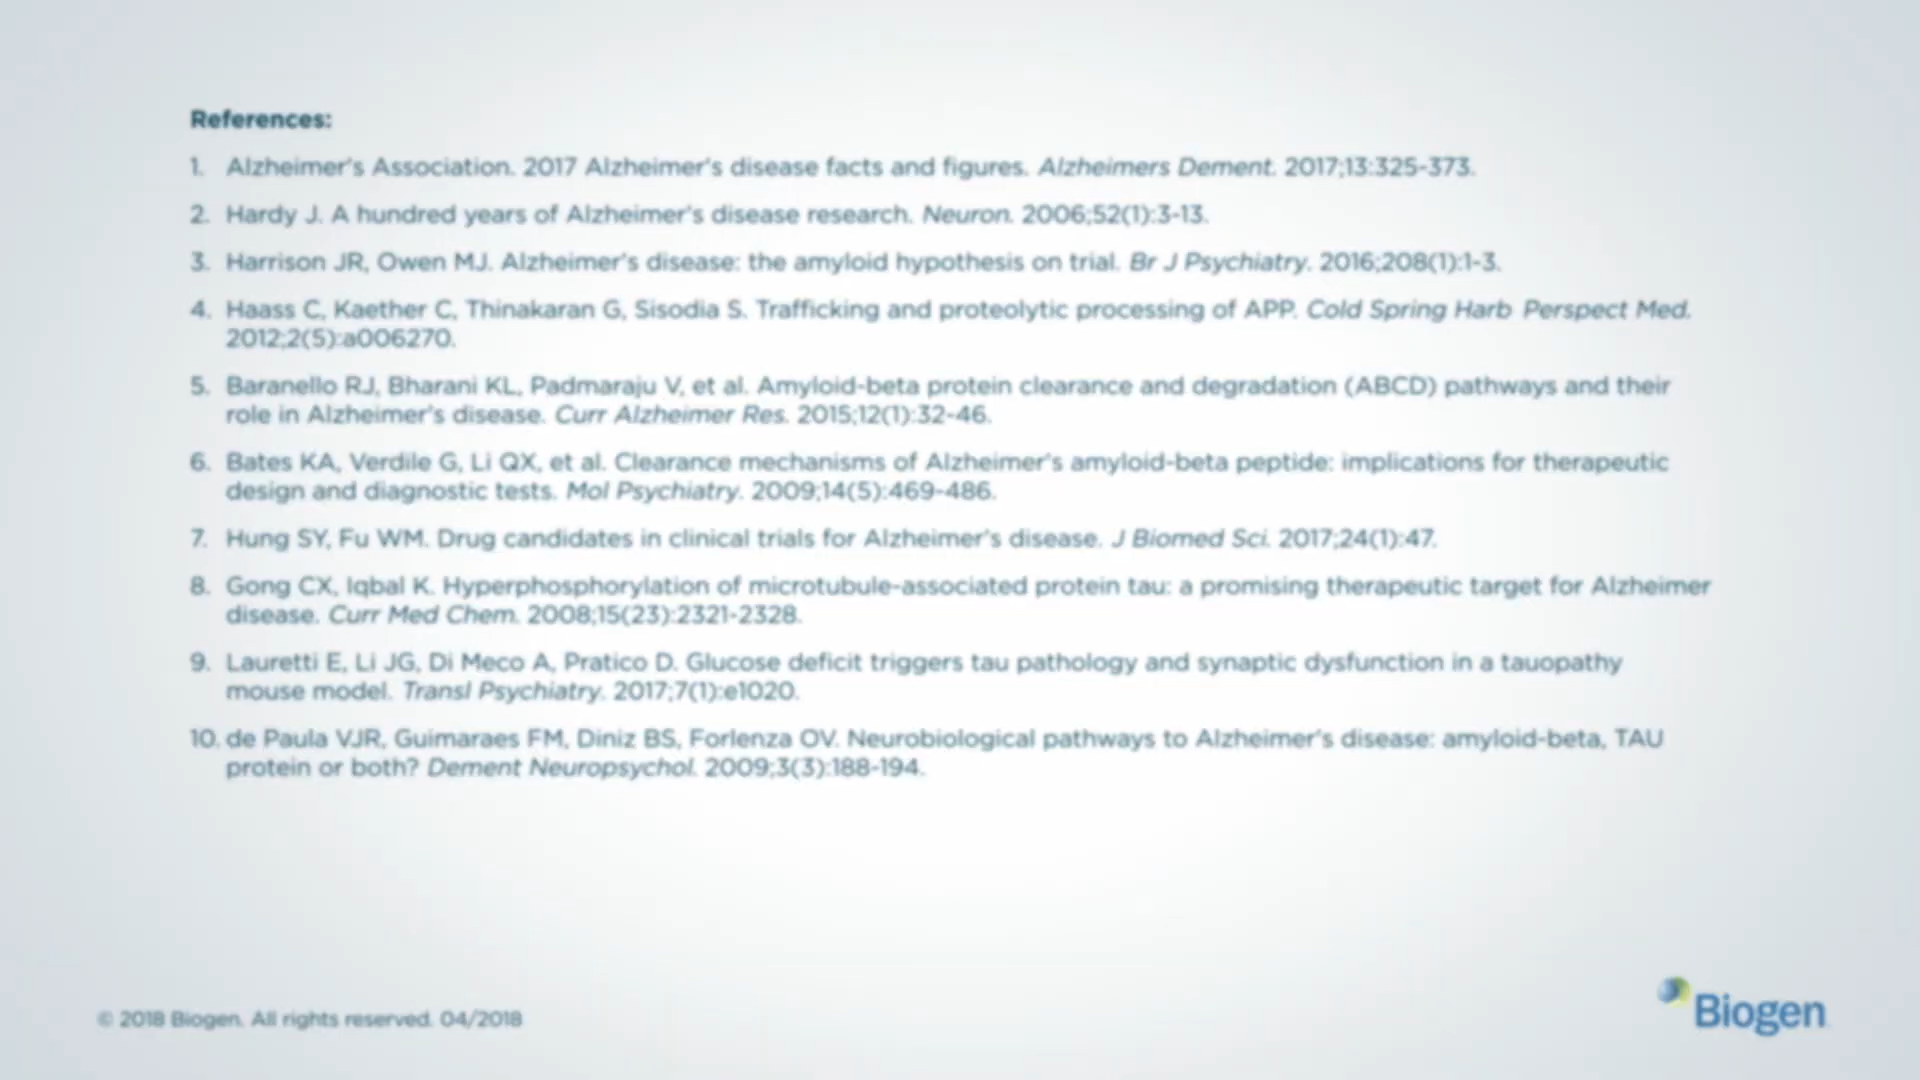 References:
1. Alzheimer's Association. 2017 Alzheimer's disease facts and figures. Alzheimers Dement. 2017;13:325-373.
2. Hardy J. A hundred years of Alzheimer's disease research. Neuron. 2006;52(1):3-13.
3. Harrison JR, Owen MJ. Alzheimer's disease: the amyloid hypothesis on trial. Br J Psychiatry. 2016;208(1):1-3.
4. Haass C, Kaether C, Thinakaran G, Sisodia S. Trafficking and proteolytic processing of APP. Cold Spring Harb Perspect Med.
2012;2(5):a006270.
5. Baranello RJ, Bharani KL, Padmaraju V, et al. Amyloid-beta protein clearance and degradation (ABCD) pathways and their
role in Alzheimer's disease. Curr Alzheimer Res. 2015;12(1):32-46.
6. Bates KA, Verdile G, Li QX, et al. Clearance mechanisms of Alzheimer's amyloid-beta peptide: implications for therapeutic
design and diagnostic tests. Mol Psychiatry. 2009;14(5):469-486.
7. Hung SY, Fu WM. Drug candidates in clinical trials for Alzheimer's disease. J Biomed Sci. 2017;24(1):47.
8. Gong CX, Iqbal K. Hyperphosphorylation of microtubule-associated protein tau: a promising therapeutic target for Alzheimer
disease. Curr Med Chem. 2008;15(23):2321-2328.
9. Lauretti E, Li JG, Di Meco A, Pratico D. Glucose deficit triggers tau pathology and synaptic dysfunction in a tauopathy
mouse model. Transl Psychiatry. 2017;7(1):e1020.
10. de Paula VJR, Guimaraes FM, Diniz BS, Forlenza OV. Neurobiological pathways to Alzheimer's disease: amyloid-beta, TAU
protein or both? Dement Neuropsychol. 2009;3(3):188-194.
© 2018 Biogen. All rights reserved. 04/2018
Biogen